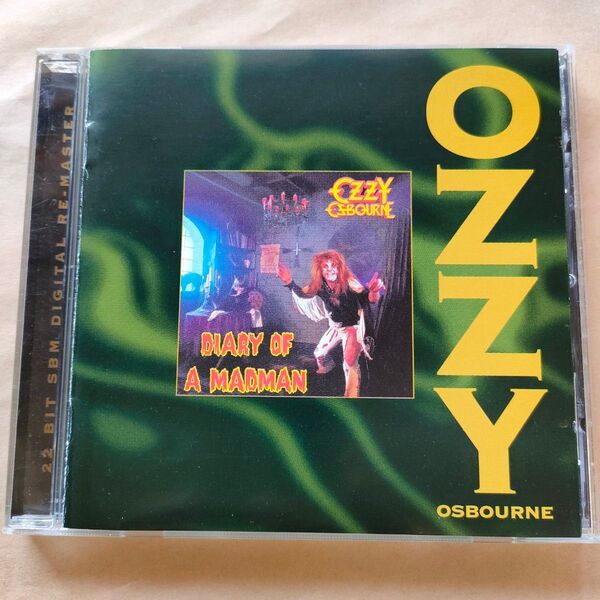 22 BIT SBM DIGITAL RE-MASTER
OZZY
OSBOURNE
DIARY OF
A MADMAN
OZZY
OSBOURNE